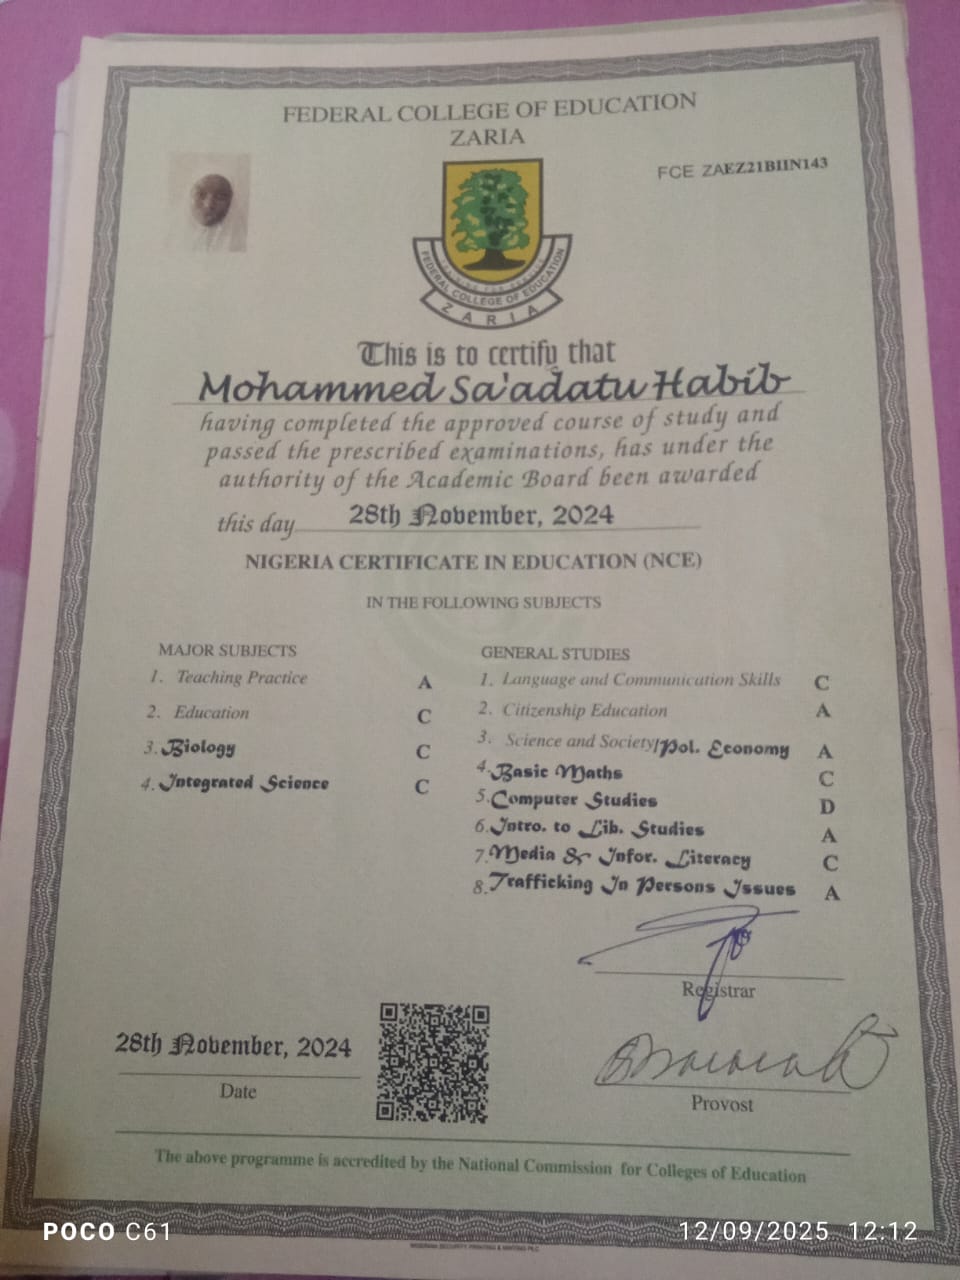 FEDERAL COLLEGE OF EDUCATION
ZARIA
FCE ZAEZ21BIIN143
FEDERAL COLLEGE OF EDUCATION
ZARIA
This is to certify that
Mohammed Sa'adatu Habib
having completed the approved course of study and
passed the prescribed examinations, has under the
authority of the Academic Board been awarded
this day 28th November, 2024
NIGERIA CERTIFICATE IN EDUCATION (NCE)
IN THE FOLLOWING SUBJECTS
MAJOR SUBJECTS
1. Teaching Practice A
2. Education C
3. Biology C
4. Integrated Science C
GENERAL STUDIES
1. Language and Communication Skills C
2. Citizenship Education A
3. Science and Society/Pol. Economy A
4. Basic Maths C
5. Computer Studies D
6. Intro. to Lib. Studies A
7. Media & Infor. Literacy C
8. Trafficking In Persons Issues A
Registrar
28th November, 2024
Date
Provost
The above programme is accredited by the National Commission for Colleges of Education
POCO C61
12/09/2025 12:12